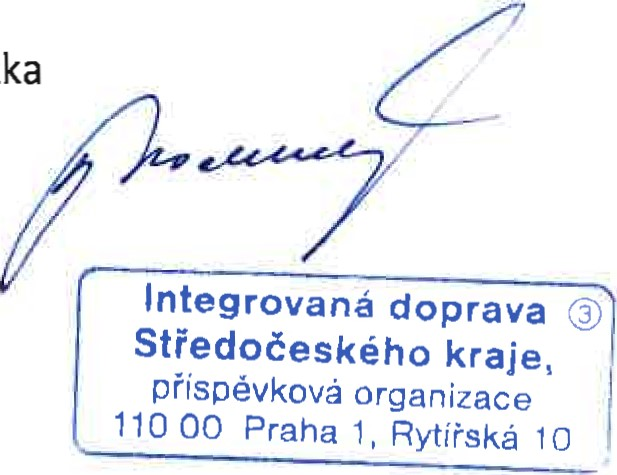 ka
Integrovaná doprava ③
Středočeského kraje,
příspěvková organizace
110 00 Praha 1, Rytířská 10